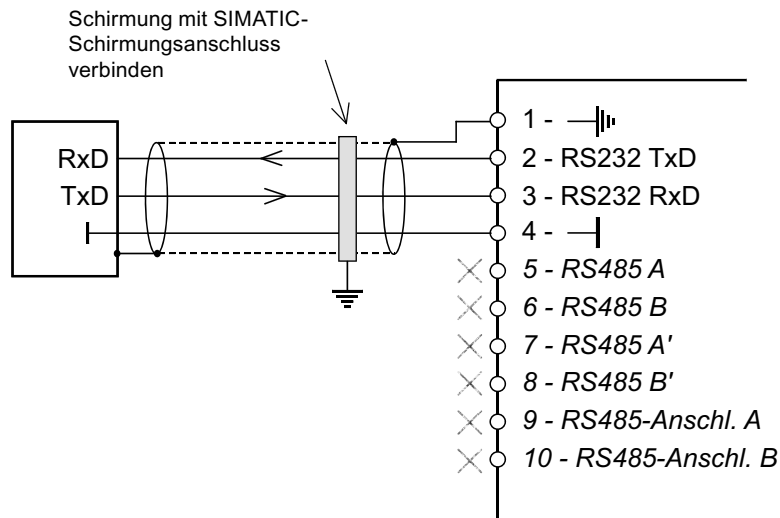 Schirmung mit SIMATIC-
Schirmungsanschluss
verbinden
RxD
TxD
1 -
2 - RS232 TxD
3 - RS232 RxD
4 -
5 - RS485 A
6 - RS485 B
7 - RS485 A'
8 - RS485 B'
9 - RS485-Anschl. A
10 - RS485-Anschl. B